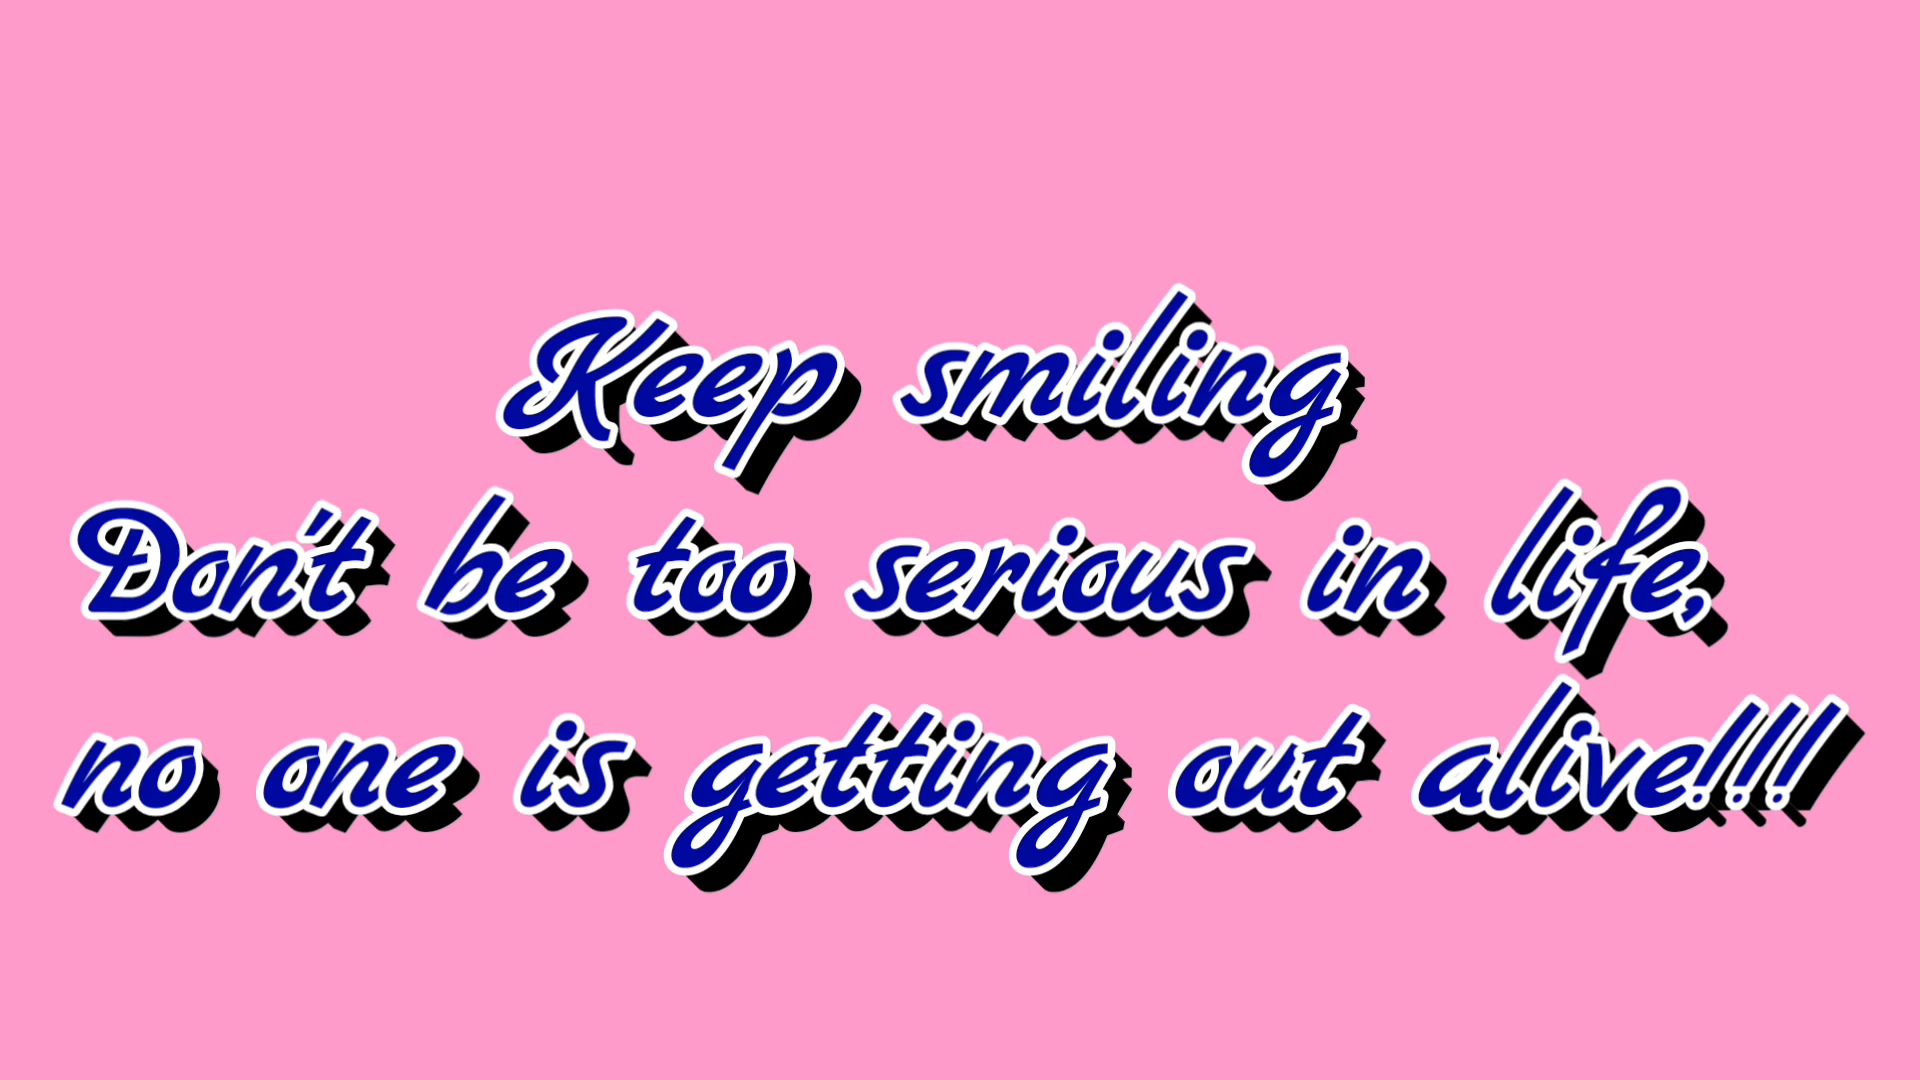 Keep smiling
Don't be too serious in life,
no one is getting out alive!!!